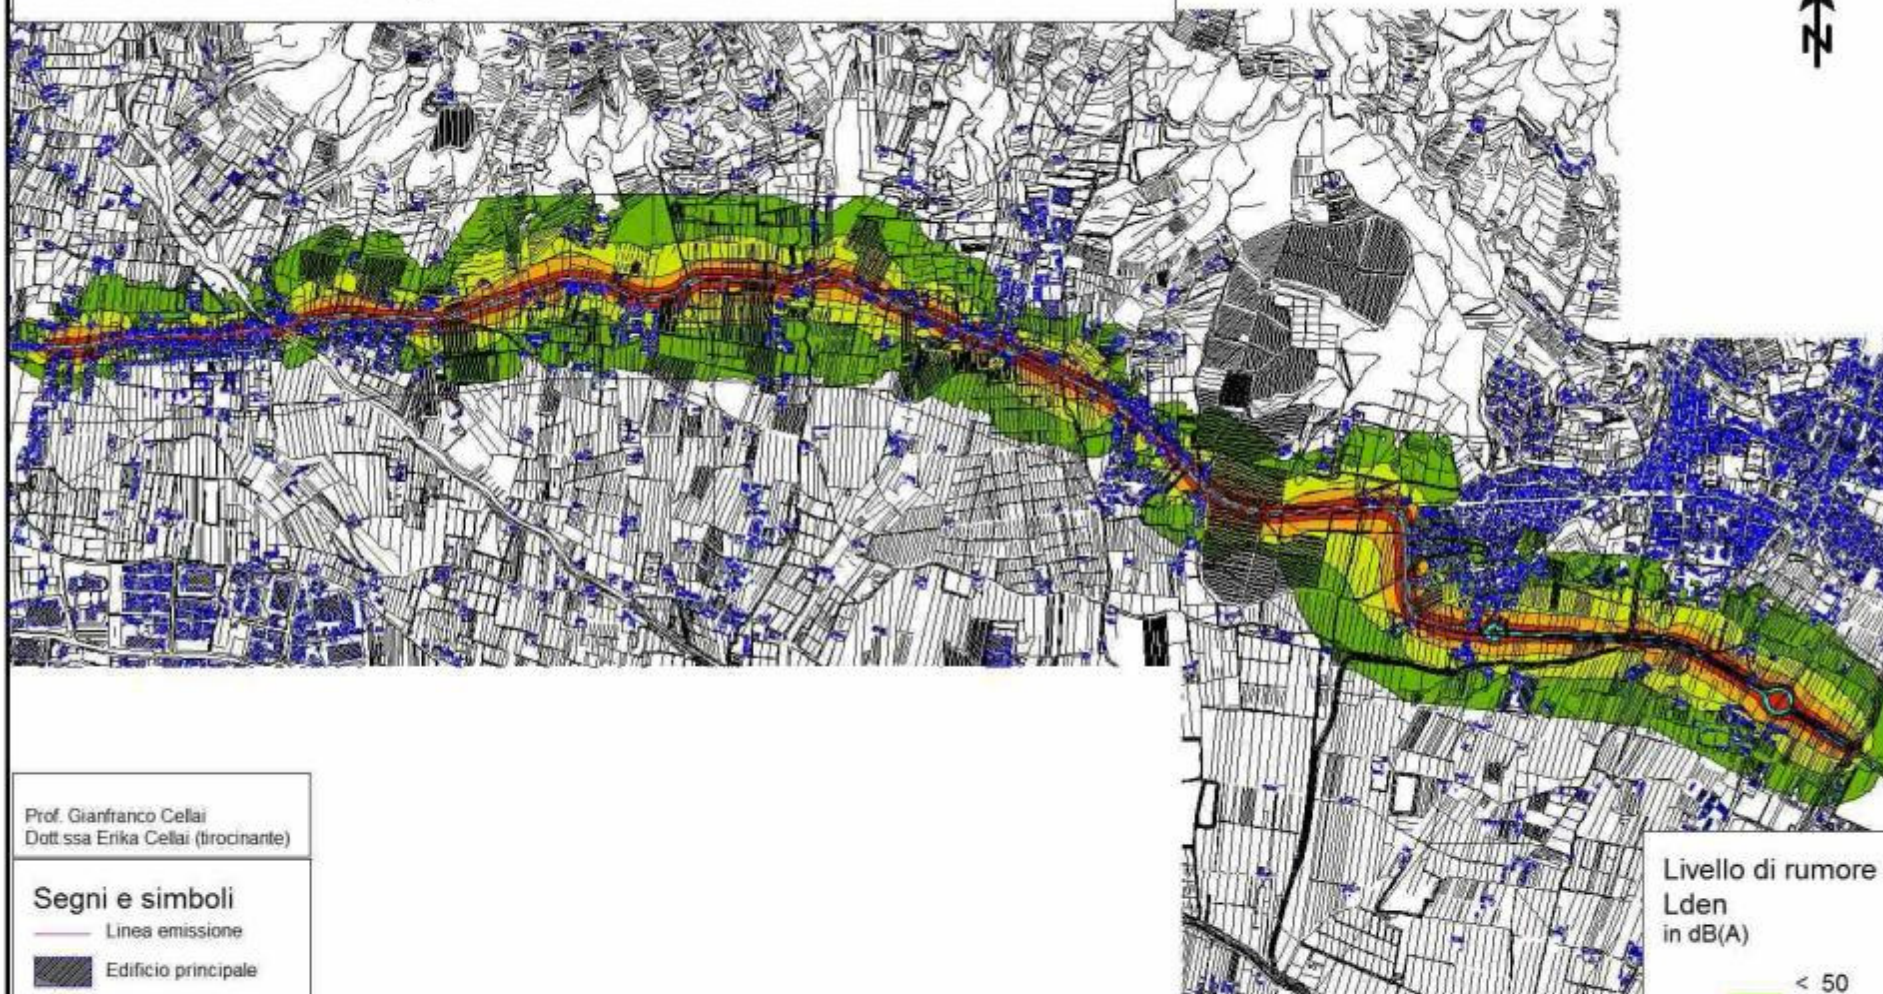 N
Prof. Gianfranco Cellai
Dott.ssa Erika Cellai (tirocinante)
Segni e simboli
Linea emissione
Edificio principale
Livello di rumore
Lden
in dB(A)
< 50